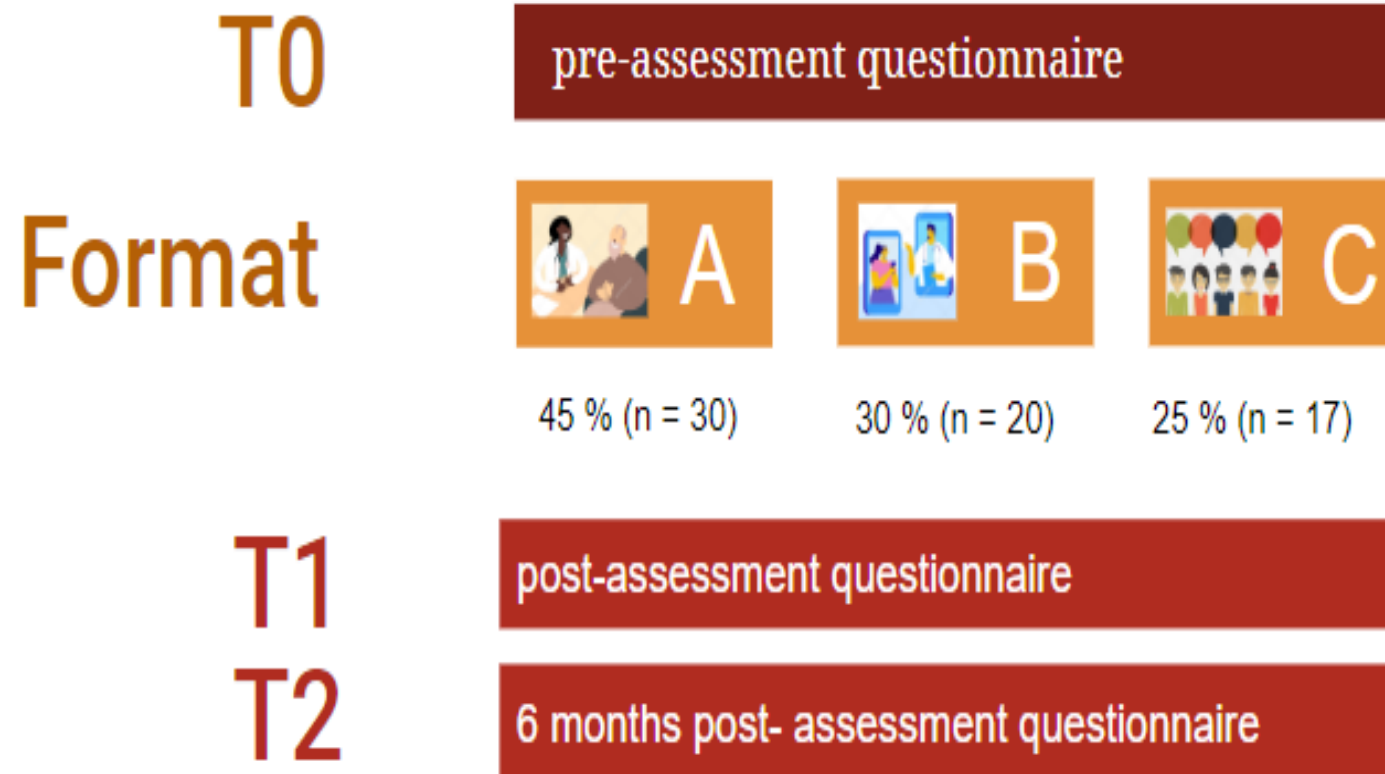 T0
pre-assessment questionnaire
Format
A
B
C
45 % (n = 30)
30 % (n = 20)
25 % (n = 17)
T1
post-assessment questionnaire
T2
6 months post- assessment questionnaire